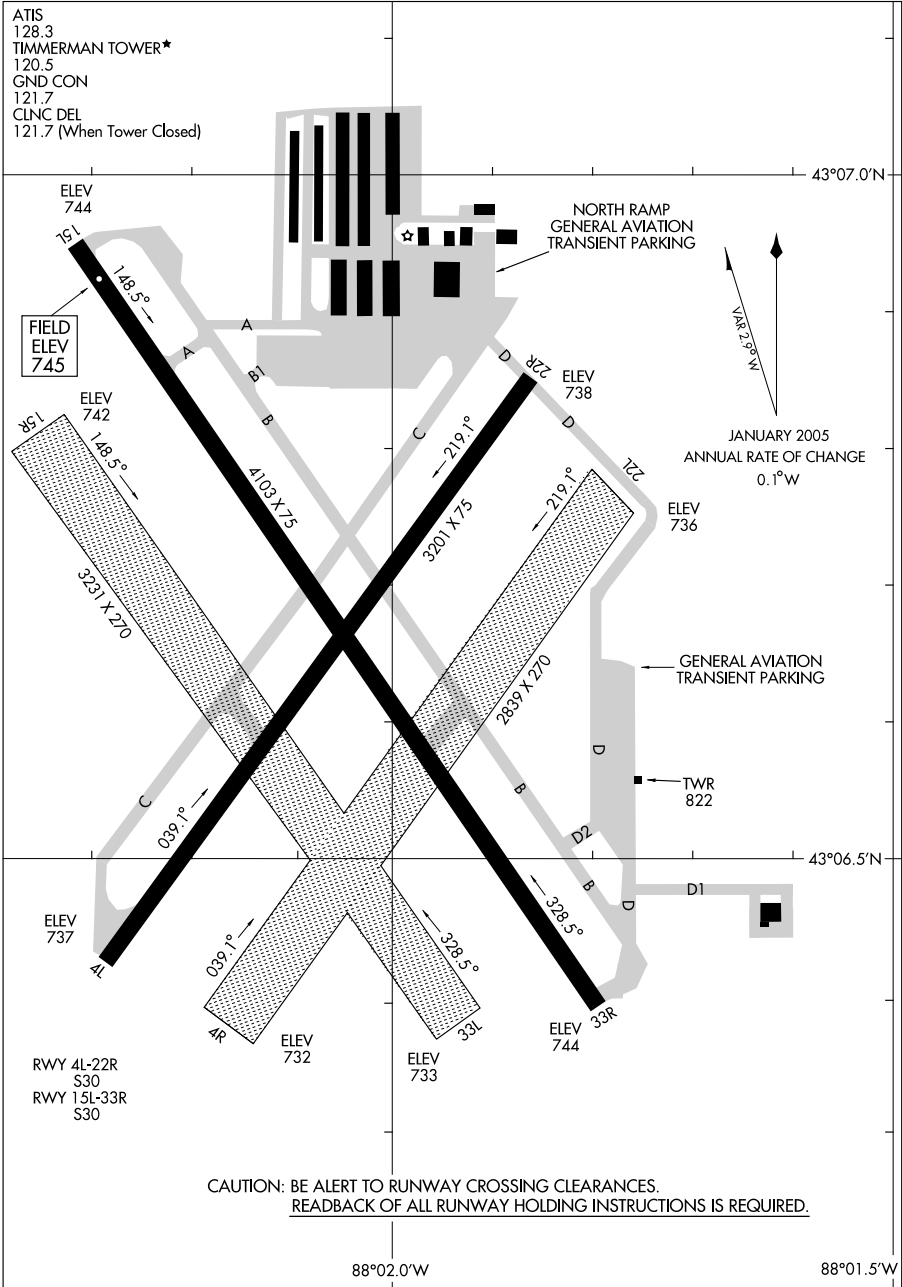 ATIS
128.3
TIMMERMAN TOWER
120.5
GND CON
121.7
CLNC DEL
121.7 (When Tower Closed)
43°07.0'N
ELEV
744
15L
148.5°
FIELD
ELEV
745
NORTH RAMP
GENERAL AVIATION
TRANSIENT PARKING
VAR 2.9° W
JANUARY 2005
ANNUAL RATE OF CHANGE
0.1°W
A
A
B1
B
C
D
22R
ELEV
738
D
22L
ELEV
736
15R
ELEV
742
148.5°
219.1°
219.1°
4103 X 75
3201 X 75
3231 X 270
2839 X 270
GENERAL AVIATION
TRANSIENT PARKING
D
TWR
822
B
C
039.1°
D2
43°06.5'N
B
D
D1
328.5°
ELEV
737
4L
039.1°
328.5°
4R
ELEV
732
33L
ELEV
733
33R
ELEV
744
RWY 4L-22R
S30
RWY 15L-33R
S30
CAUTION: BE ALERT TO RUNWAY CROSSING CLEARANCES.
READBACK OF ALL RUNWAY HOLDING INSTRUCTIONS IS REQUIRED.
88°02.0'W
88°01.5'W